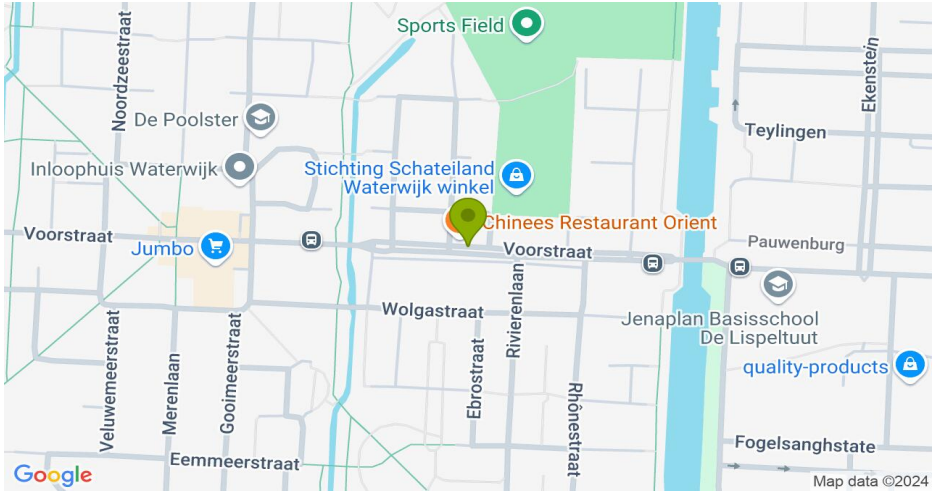 Sports Field
Noordzeestraat
De Poolster
Ekenstein
Teylingen
Inloophuis Waterwijk
Stichting Schateiland
Waterwijk winkel
Chinees Restaurant Orient
Voorstraat
Jumbo
Voorstraat
Pauwenburg
Rivierenlaan
Wolgastraat
Jenaplan Basisschool
De Lispeltuut
Veluwemeerstraat
Merenlaan
Gooimeerstraat
Ebrostraat
Rhônestraat
quality-products
Fogelsanghstate
Eemmeerstraat
Google
Map data ©2024